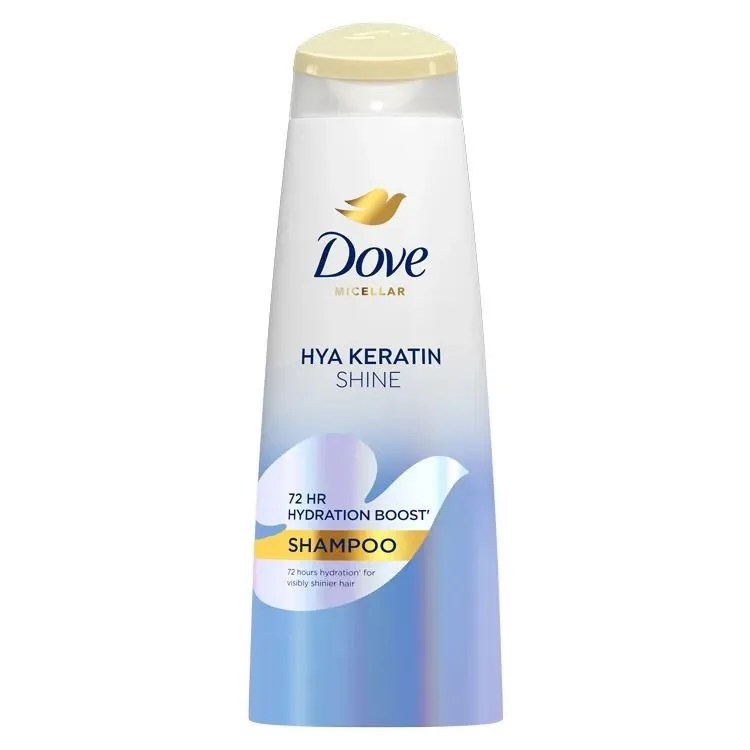 Dove
MICELLAR
HYA KERATIN
SHINE
72 HR
HYDRATION BOOST'
SHAMPOO
72 hours hydration' for
visibly shinier hair